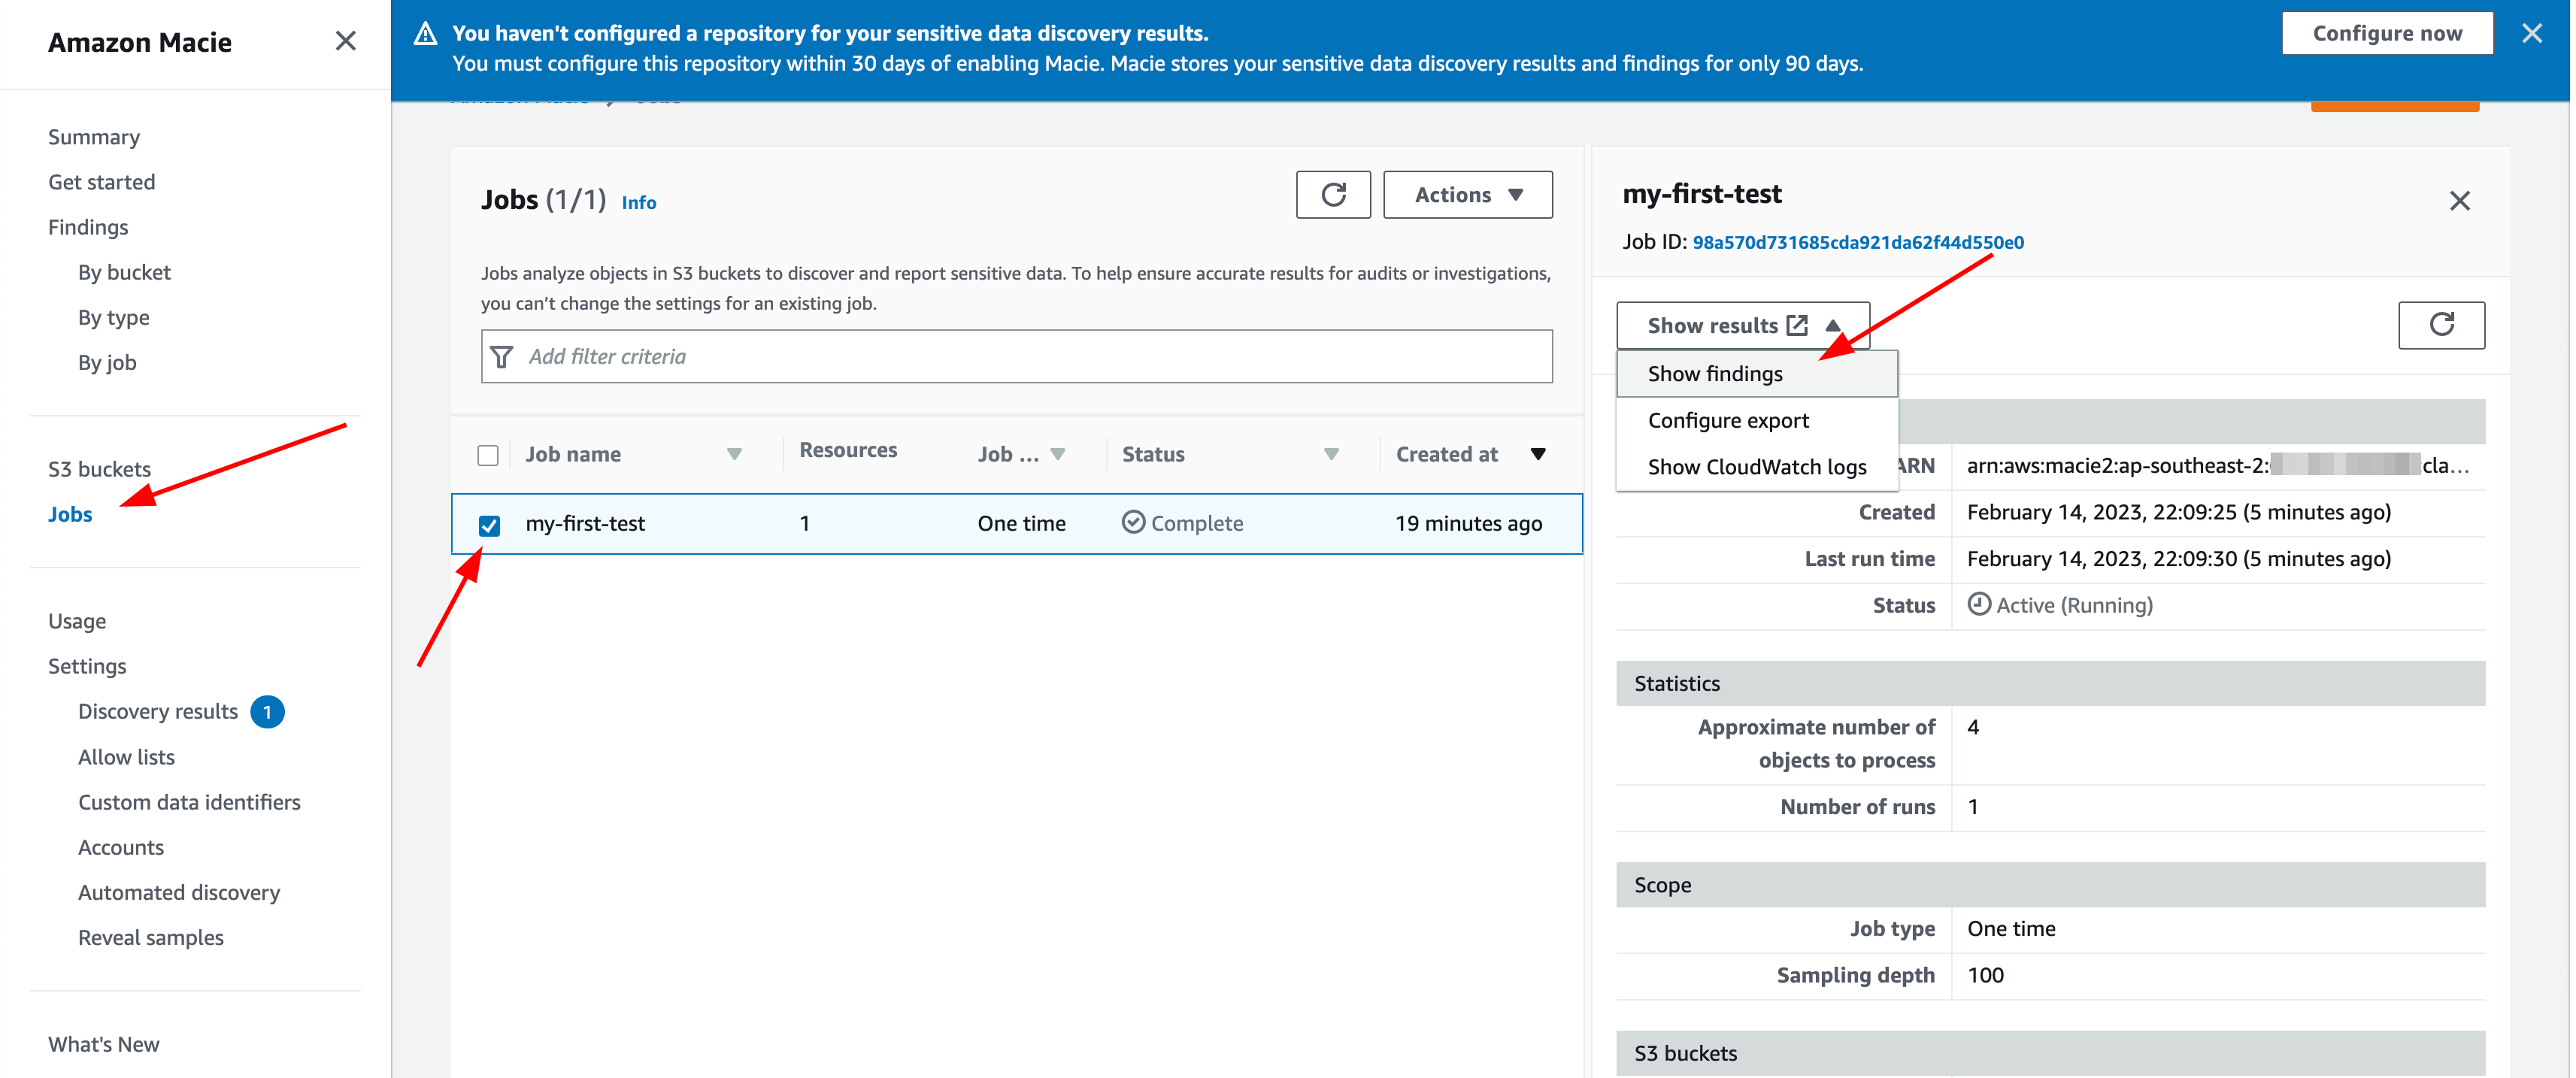 Amazon Macie
You haven't configured a repository for your sensitive data discovery results.
You must configure this repository within 30 days of enabling Macie. Macie stores your sensitive data discovery results and findings for only 90 days.
Configure now
Summary
Get started
Findings
By bucket
By type
By job
S3 buckets
Jobs
Usage
Settings
Discovery results 1
Allow lists
Custom data identifiers
Accounts
Automated discovery
Reveal samples
What's New
Jobs (1/1) Info
Actions
Jobs analyze objects in S3 buckets to discover and report sensitive data. To help ensure accurate results for audits or investigations,
you can’t change the settings for an existing job.
Add filter criteria
Job name Resources Job ... Status Created at
my-first-test 1 One time Complete 19 minutes ago
my-first-test
Job ID: 98a570d731685cda921da62f44d550e0
Show results
Show findings
Configure export
Show CloudWatch logs
ARN arn:aws:macie2:ap-southeast-2: cla...
Created February 14, 2023, 22:09:25 (5 minutes ago)
Last run time February 14, 2023, 22:09:30 (5 minutes ago)
Status Active (Running)
Statistics
Approximate number of
objects to process 4
Number of runs 1
Scope
Job type One time
Sampling depth 100
S3 buckets